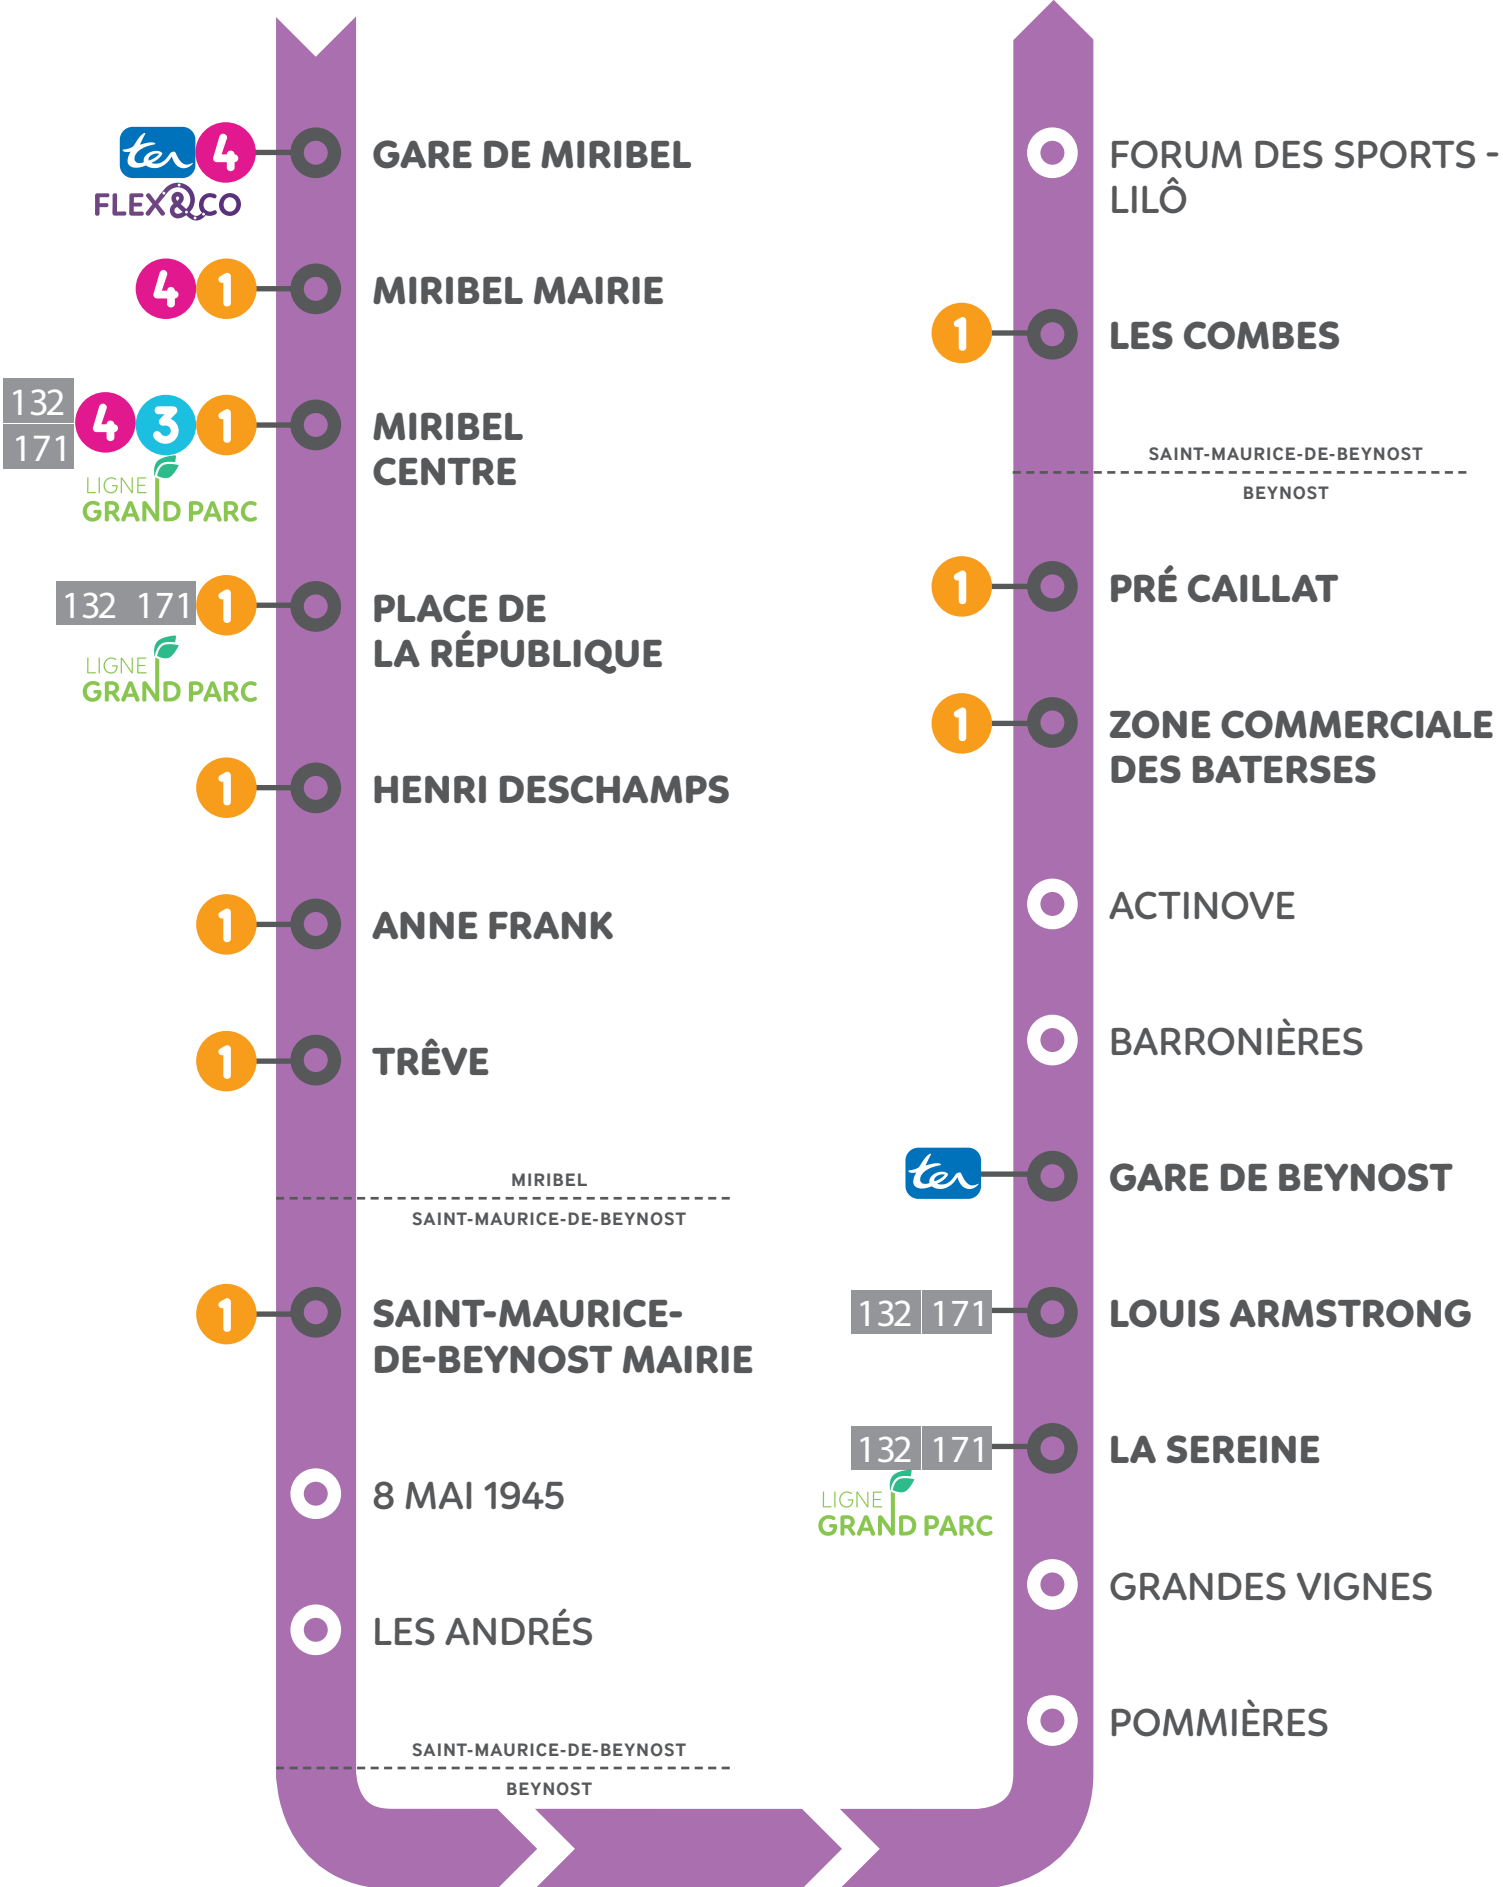 ter 4 GARE DE MIRIBEL
FLEX&CO
4 1 MIRIBEL MAIRIE
132
171
4 3 1 MIRIBEL
CENTRE
LIGNE
GRAND PARC
132 171 1 PLACE DE
LA RÉPUBLIQUE
LIGNE
GRAND PARC
1 HENRI DESCHAMPS
1 ANNE FRANK
1 TRÊVE
MIRIBEL
SAINT-MAURICE-DE-BEYNOST
1 SAINT-MAURICE-
DE-BEYNOST MAIRIE
8 MAI 1945
LES ANDRÉS
SAINT-MAURICE-DE-BEYNOST
BEYNOST
FORUM DES SPORTS -
LILÔ
1 LES COMBES
SAINT-MAURICE-DE-BEYNOST
BEYNOST
1 PRÉ CAILLAT
1 ZONE COMMERCIALE
DES BATERSES
ACTINOVE
BARRONIÈRES
ter GARE DE BEYNOST
132 171 LOUIS ARMSTRONG
132 171 LA SEREINE
LIGNE
GRAND PARC
GRANDES VIGNES
POMMIÈRES